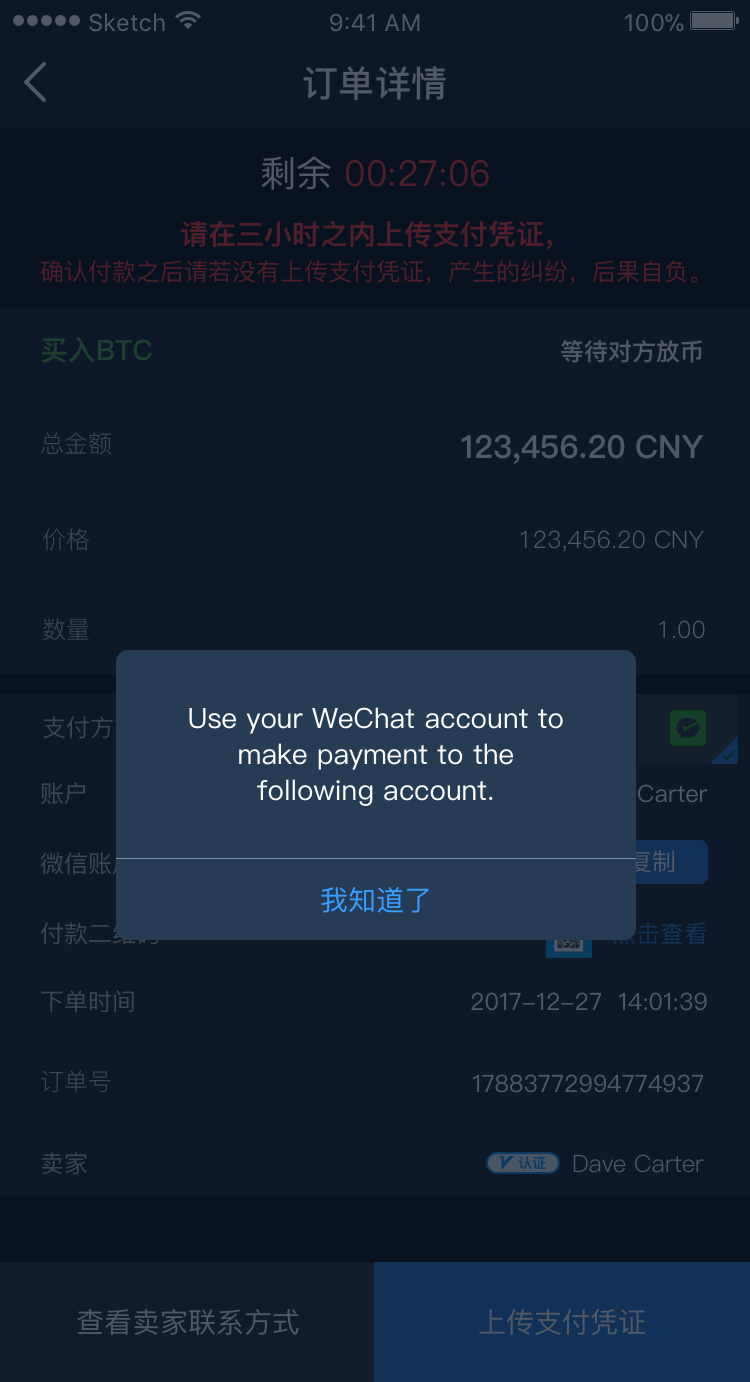 Sketch 9:41 AM 100%
订单详情
剩余 00:27:06
请在三小时之内上传支付凭证，
确认付款之后请若没有上传支付凭证，产生的纠纷，后果自负。
买入BTC 等待对方放币
总金额 123,456.20 CNY
价格 123,456.20 CNY
数量 1.00
支付方
Use your WeChat account to
make payment to the
following account.
账户 Carter
微信账 复制
我知道了
付款二维码 点击查看
下单时间 2017-12-27 14:01:39
订单号 17883772994774937
卖家 V 认证 Dave Carter
查看卖家联系方式 上传支付凭证